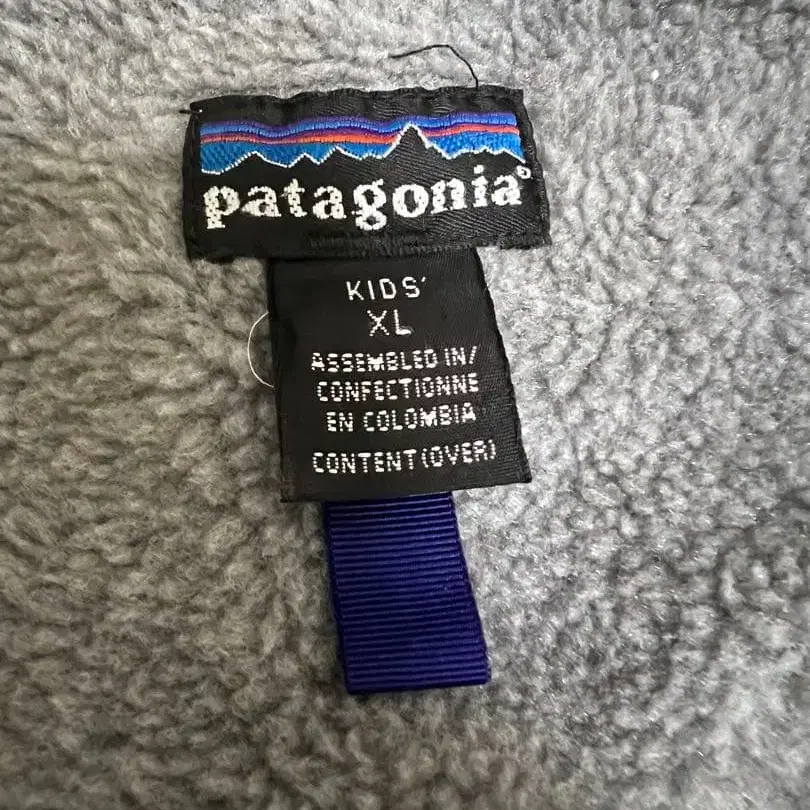 patagonia®
KIDS'
XL
ASSEMBLED IN/
CONFECTIONNE
EN COLOMBIA
CONTENT (OVER)